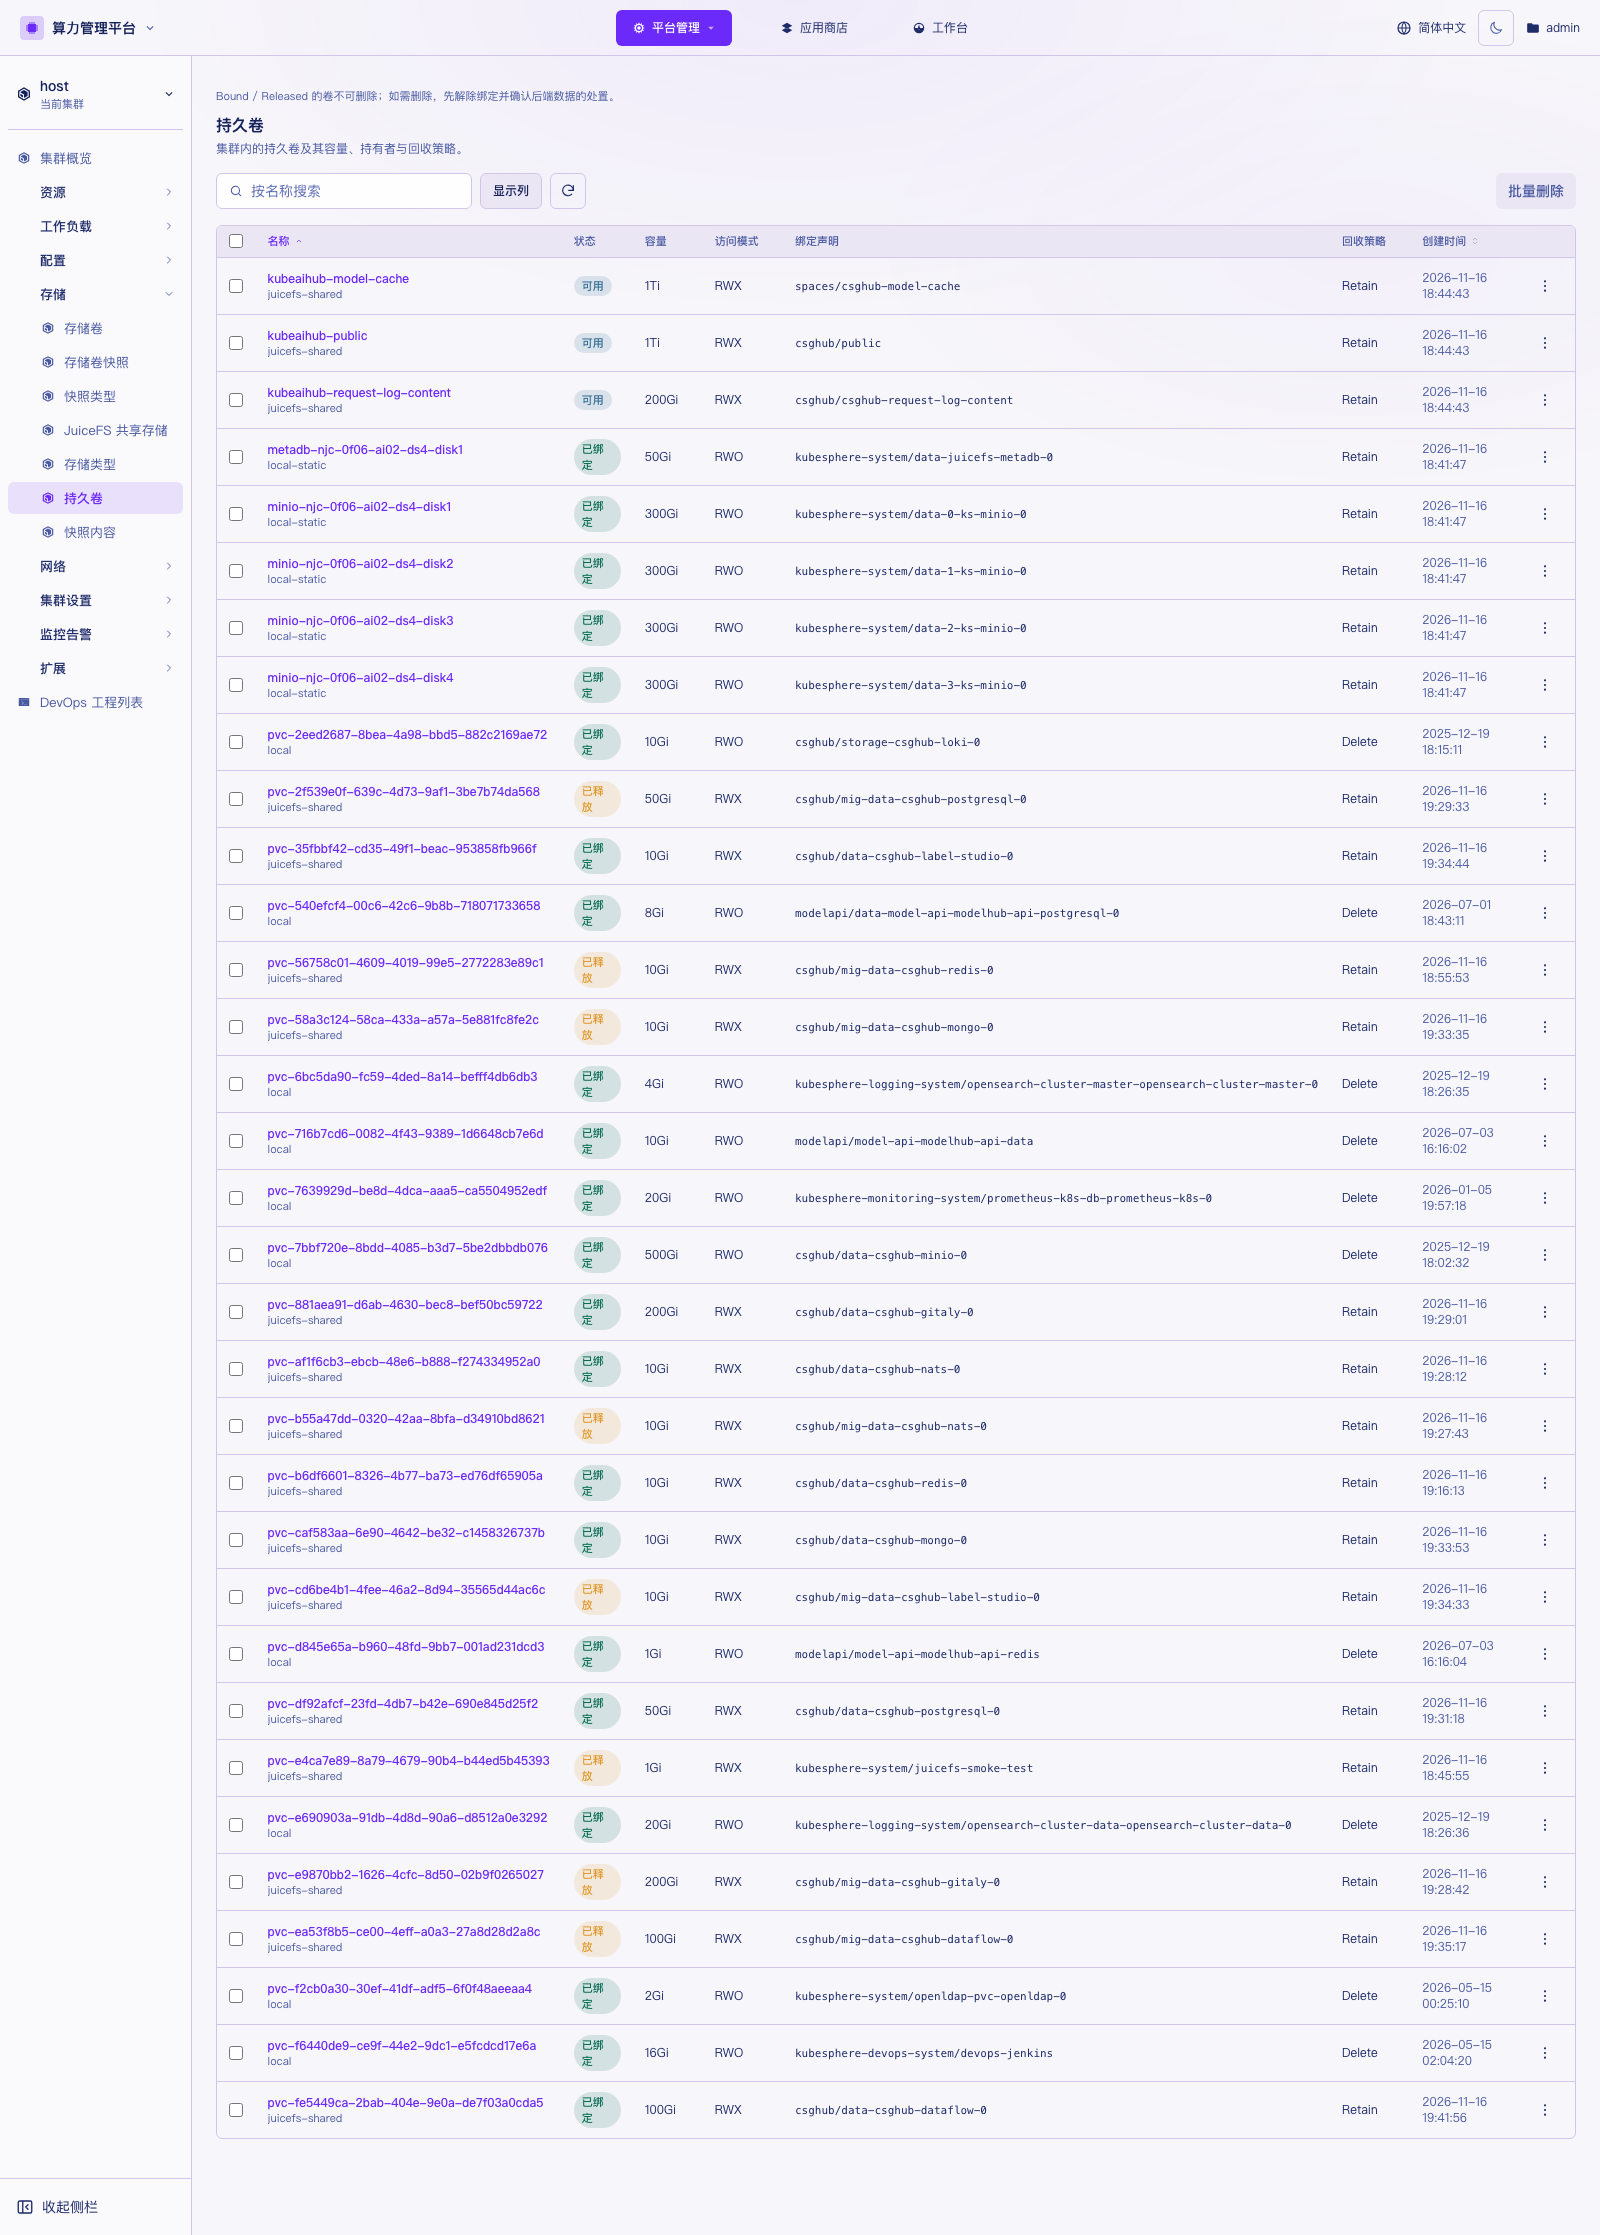 算力管理平台
平台管理
应用商店
工作台
简体中文
admin
host
当前集群
集群概览
资源
工作负载
配置
存储
存储卷
存储卷快照
快照类型
JuiceFS 共享存储
存储类型
持久卷
快照内容
网络
集群设置
监控告警
扩展
DevOps 工程列表
收起侧栏
Bound / Released 的卷不可删除；如需删除，先解除绑定并确认后端数据的处置。
持久卷
集群内的持久卷及其容量、持有者与回收策略。
按名称搜索
显示列
批量删除
名称 状态 容量 访问模式 绑定声明 回收策略 创建时间
kubeaihub-model-cache
juicefs-shared
可用 1Ti RWX spaces/csghub-model-cache Retain 2026-11-16
18:44:43
kubeaihub-public
juicefs-shared
可用 1Ti RWX csghub/public Retain 2026-11-16
18:44:43
kubeaihub-request-log-content
juicefs-shared
可用 200Gi RWX csghub/csghub-request-log-content Retain 2026-11-16
18:44:43
metadb-njc-0f06-ai02-ds4-disk1
local-static
已绑
定
50Gi RWO kubesphere-system/data-juicefs-metadb-0 Retain 2026-11-16
18:41:47
minio-njc-0f06-ai02-ds4-disk1
local-static
已绑
定
300Gi RWO kubesphere-system/data-0-ks-minio-0 Retain 2026-11-16
18:41:47
minio-njc-0f06-ai02-ds4-disk2
local-static
已绑
定
300Gi RWO kubesphere-system/data-1-ks-minio-0 Retain 2026-11-16
18:41:47
minio-njc-0f06-ai02-ds4-disk3
local-static
已绑
定
300Gi RWO kubesphere-system/data-2-ks-minio-0 Retain 2026-11-16
18:41:47
minio-njc-0f06-ai02-ds4-disk4
local-static
已绑
定
300Gi RWO kubesphere-system/data-3-ks-minio-0 Retain 2026-11-16
18:41:47
pvc-2eed2687-8bea-4a98-bbd5-882c2169ae72
local
已绑
定
10Gi RWO csghub/storage-csghub-loki-0 Delete 2025-12-19
18:15:11
pvc-2f539e0f-639c-4d73-9af1-3be7b74da568
juicefs-shared
已释
放
50Gi RWX csghub/mig-data-csghub-postgresql-0 Retain 2026-11-16
19:29:33
pvc-35fbbf42-cd35-49f1-beac-953858fb966f
juicefs-shared
已绑
定
10Gi RWX csghub/data-csghub-label-studio-0 Retain 2026-11-16
19:34:44
pvc-540efcf4-00c6-42c6-9b8b-718071733658
local
已绑
定
8Gi RWO modelapi/data-model-api-modelhub-api-postgresql-0 Delete 2026-07-01
18:43:11
pvc-56758c01-4609-4019-99e5-2772283e89c1
juicefs-shared
已释
放
10Gi RWX csghub/mig-data-csghub-redis-0 Retain 2026-11-16
18:55:53
pvc-58a3c124-58ca-433a-a57a-5e881fc8fe2c
juicefs-shared
已释
放
10Gi RWX csghub/mig-data-csghub-mongo-0 Retain 2026-11-16
19:33:35
pvc-6bc5da90-fc59-4ded-8a14-befff4db6db3
local
已绑
定
4Gi RWO kubesphere-logging-system/opensearch-cluster-master-opensearch-cluster-master-0 Delete 2025-12-19
18:26:35
pvc-716b7cd6-0082-4f43-9389-1d6648cb7e6d
local
已绑
定
10Gi RWO modelapi/model-api-modelhub-api-data Delete 2026-07-03
16:16:02
pvc-7639929d-be8d-4dca-aaa5-ca5504952edf
local
已绑
定
20Gi RWO kubesphere-monitoring-system/prometheus-k8s-db-prometheus-k8s-0 Delete 2026-01-05
19:57:18
pvc-7bbf720e-8bdd-4085-b3d7-5be2dbbdb076
local
已绑
定
500Gi RWO csghub/data-csghub-minio-0 Delete 2025-12-19
18:02:32
pvc-881aea91-d6ab-4630-bec8-bef50bc59722
juicefs-shared
已绑
定
200Gi RWX csghub/data-csghub-gitaly-0 Retain 2026-11-16
19:29:01
pvc-af1f6cb3-ebcb-48e6-b888-f274334952a0
juicefs-shared
已绑
定
10Gi RWX csghub/data-csghub-nats-0 Retain 2026-11-16
19:28:12
pvc-b55a47dd-0320-42aa-8bfa-d34910bd8621
juicefs-shared
已释
放
10Gi RWX csghub/mig-data-csghub-nats-0 Retain 2026-11-16
19:27:43
pvc-b6df6601-8326-4b77-ba73-ed76df65905a
juicefs-shared
已绑
定
10Gi RWX csghub/data-csghub-redis-0 Retain 2026-11-16
19:16:13
pvc-caf583aa-6e90-4642-be32-c1458326737b
juicefs-shared
已绑
定
10Gi RWX csghub/data-csghub-mongo-0 Retain 2026-11-16
19:33:53
pvc-cd6be4b1-4fee-46a2-8d94-35565d44ac6c
juicefs-shared
已释
放
10Gi RWX csghub/mig-data-csghub-label-studio-0 Retain 2026-11-16
19:34:33
pvc-d845e65a-b960-48fd-9bb7-001ad231dcd3
local
已绑
定
1Gi RWO modelapi/model-api-modelhub-api-redis Delete 2026-07-03
16:16:04
pvc-df92afcf-23fd-4db7-b42e-690e845d25f2
juicefs-shared
已绑
定
50Gi RWX csghub/data-csghub-postgresql-0 Retain 2026-11-16
19:31:18
pvc-e4ca7e89-8a79-4679-90b4-b44ed5b45393
juicefs-shared
已释
放
1Gi RWX kubesphere-system/juicefs-smoke-test Retain 2026-11-16
18:45:55
pvc-e690903a-91db-4d8d-90a6-d8512a0e3292
local
已绑
定
20Gi RWO kubesphere-logging-system/opensearch-cluster-data-opensearch-cluster-data-0 Delete 2025-12-19
18:26:36
pvc-e9870bb2-1626-4cfc-8d50-02b9f0265027
juicefs-shared
已释
放
200Gi RWX csghub/mig-data-csghub-gitaly-0 Retain 2026-11-16
19:28:42
pvc-ea53f8b5-ce00-4eff-a0a3-27a8d28d2a8c
juicefs-shared
已释
放
100Gi RWX csghub/mig-data-csghub-dataflow-0 Retain 2026-11-16
19:35:17
pvc-f2cb0a30-30ef-41df-adf5-6f0f48aeeaa4
local
已绑
定
2Gi RWO kubesphere-system/openldap-pvc-openldap-0 Delete 2026-05-15
00:25:10
pvc-f6440de9-ce9f-44e2-9dc1-e5fcdcd17e6a
local
已绑
定
16Gi RWO kubesphere-devops-system/devops-jenkins Delete 2026-05-15
02:04:20
pvc-fe5449ca-2bab-404e-9e0a-de7f03a0cda5
juicefs-shared
已绑
定
100Gi RWX csghub/data-csghub-dataflow-0 Retain 2026-11-16
19:41:56